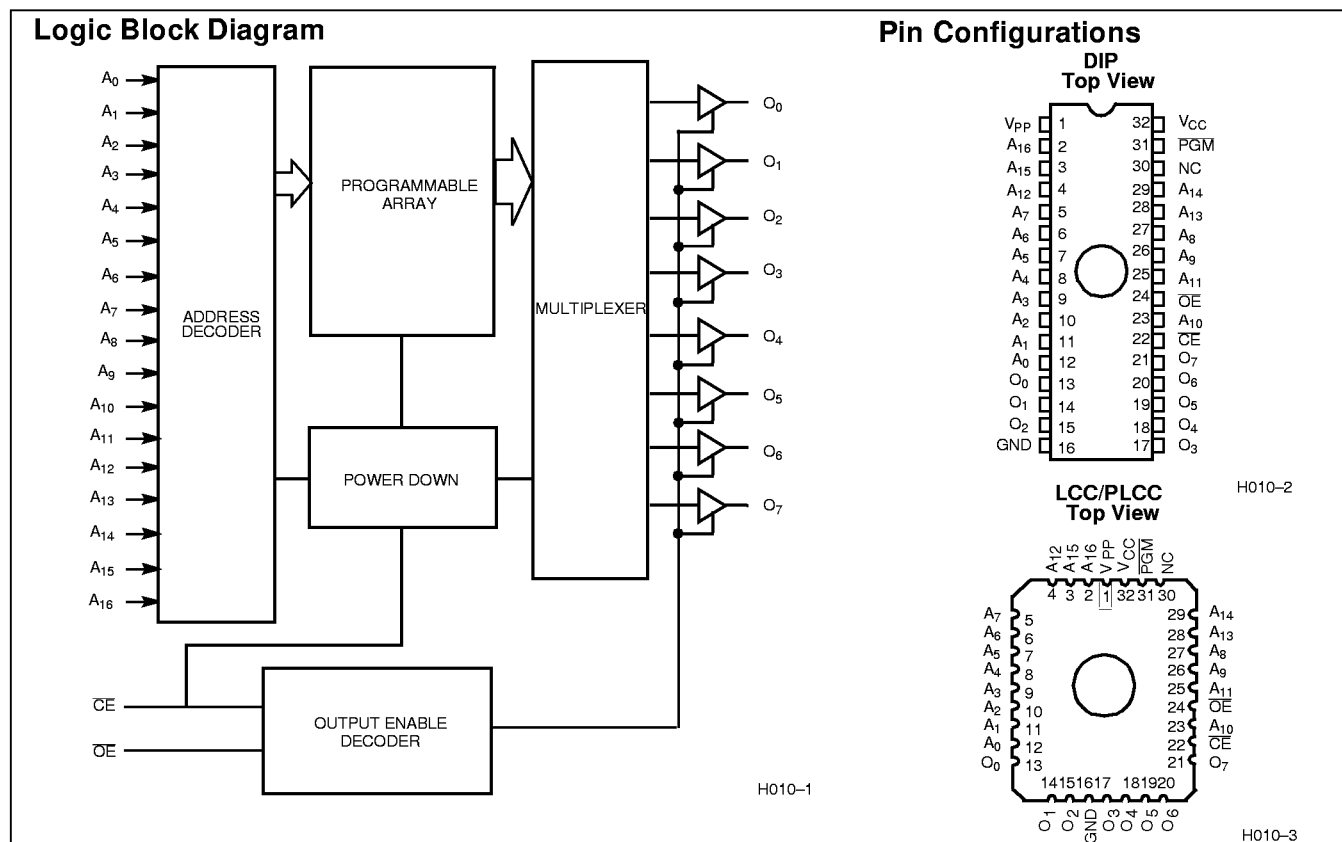 Logic Block Diagram
A0
A1
A2
A3
A4
A5
A6
A7
A8
A9
A10
A11
A12
A13
A14
A15
A16
ADDRESS
DECODER
PROGRAMMABLE
ARRAY
POWER DOWN
MULTIPLEXER
O0
O1
O2
O3
O4
O5
O6
O7
CE
OE
OUTPUT ENABLE
DECODER
H010–1
Pin Configurations
DIP
Top View
VPP 1 32 VCC
A16 2 31 PGM
A15 3 30 NC
A12 4 29 A14
A7 5 28 A13
A6 6 27 A8
A5 7 26 A9
A4 8 25 A11
A3 9 24 OE
A2 10 23 A10
A1 11 22 CE
A0 12 21 O7
O0 13 20 O6
O1 14 19 O5
O2 15 18 O4
GND 16 17 O3
H010–2
LCC/PLCC
Top View
A12 A15 A16 VPP VCC PGM NC
4 3 2 1 32 31 30
A7 5 29 A14
A6 6 28 A13
A5 7 27 A8
A4 8 26 A9
A3 9 25 A11
A2 10 24 OE
A1 11 23 A10
A0 12 22 CE
O0 13 21 O7
14 15 16 17 18 19 20
O1 O2 GND O3 O4 O5 O6
H010–3